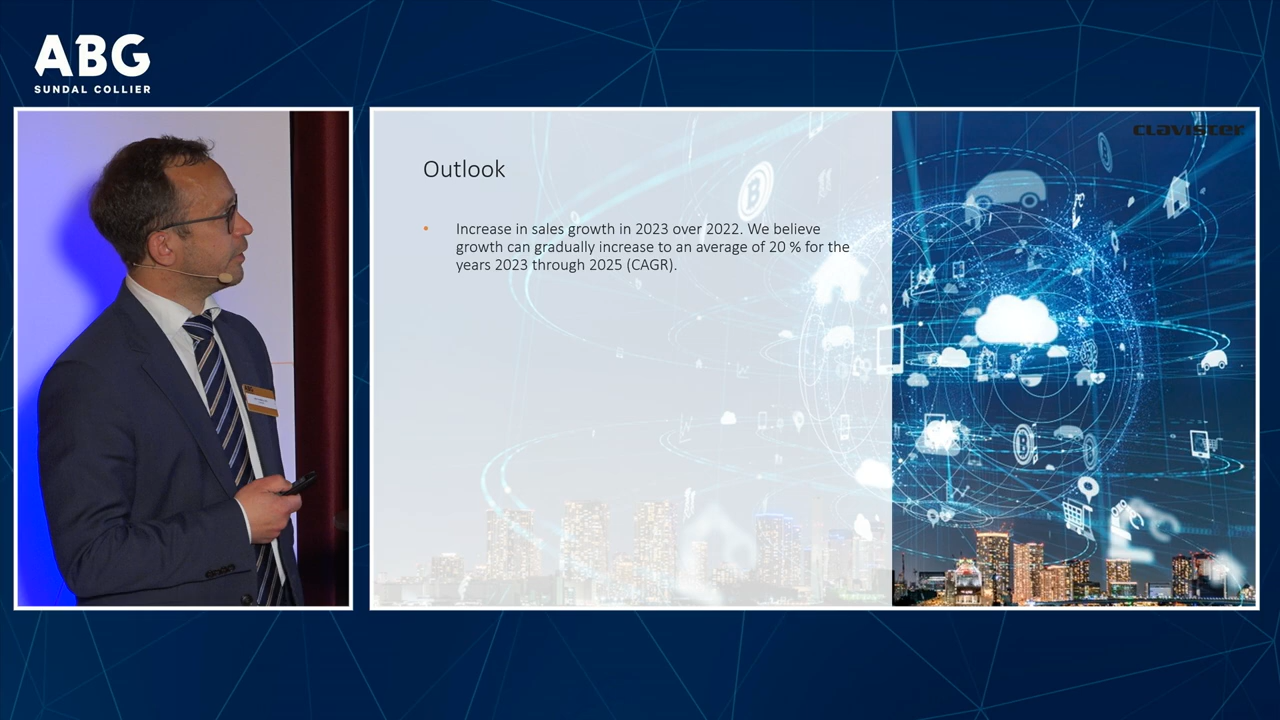 ABG
SUNDAL COLLIER
clavister
Outlook
• Increase in sales growth in 2023 over 2022. We believe
growth can gradually increase to an average of 20 % for the
years 2023 through 2025 (CAGR).
ABG